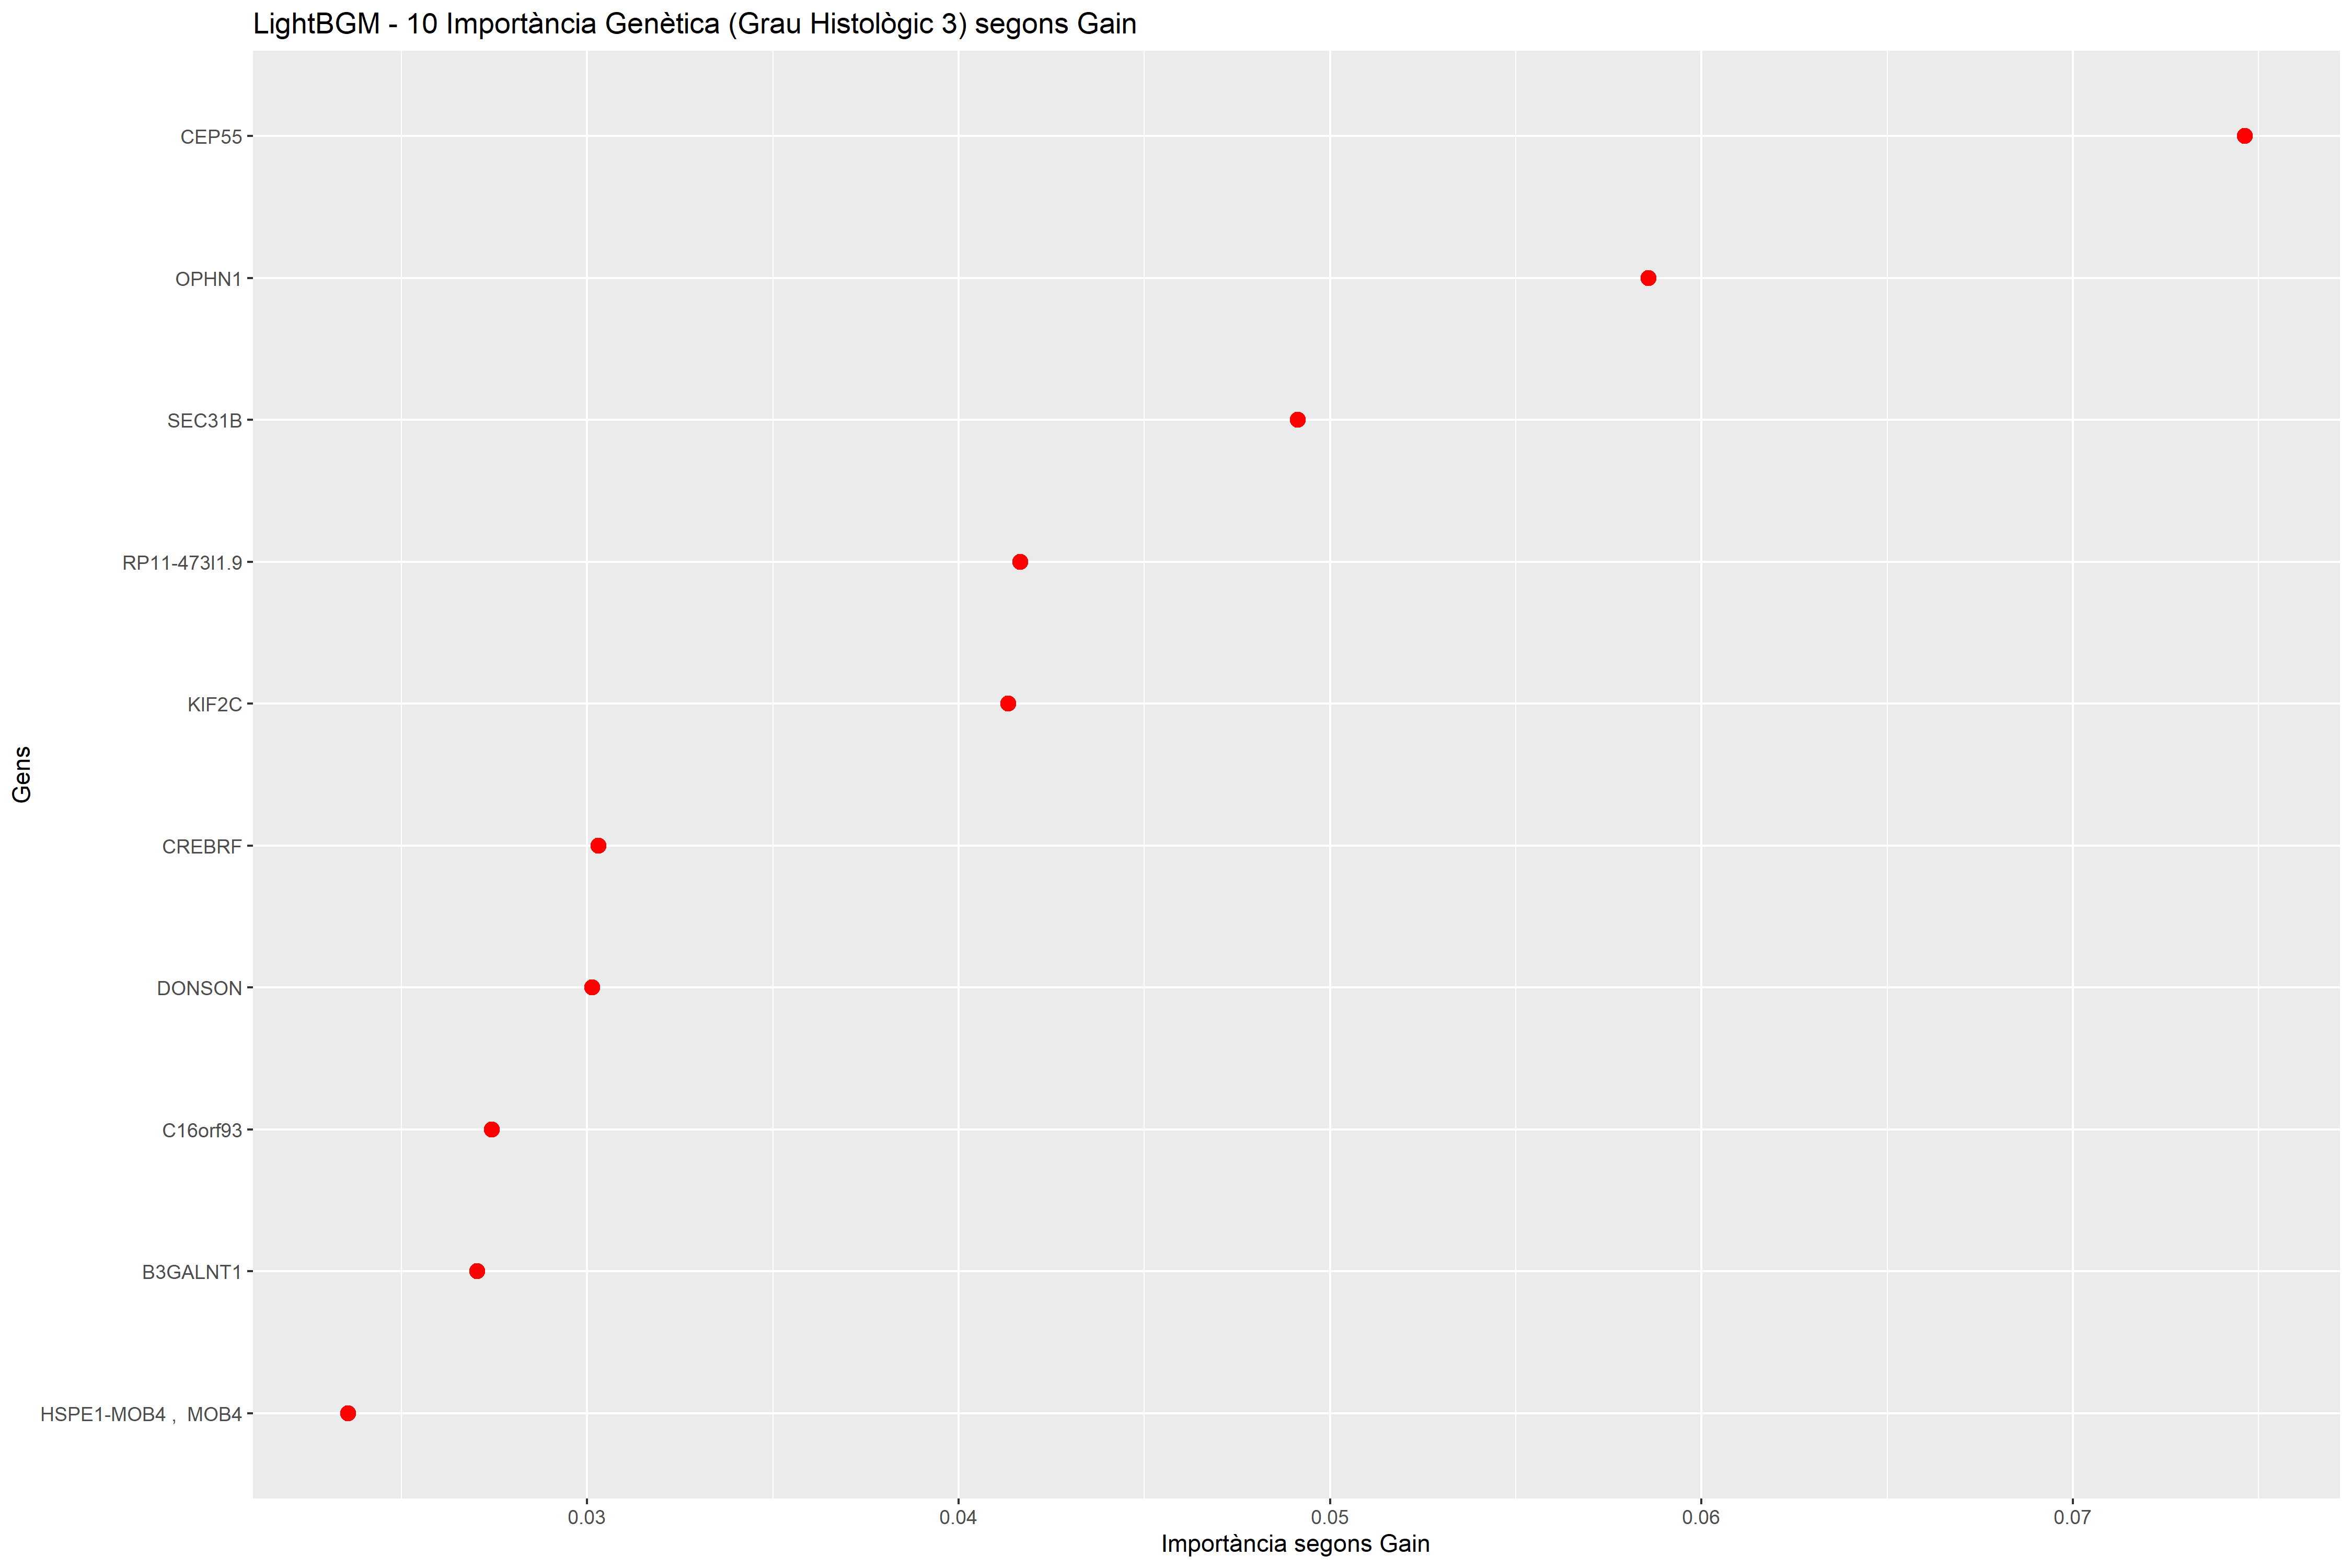 LightBGM - 10 Importància Genètica (Grau Histològic 3) segons Gain
CEP55
OPHN1
SEC31B
RP11-473I1.9
KIF2C
Gens
CREBRF
DONSON
C16orf93
B3GALNT1
HSPE1-MOB4 ,  MOB4
0.03 0.04 0.05 0.06 0.07
Importància segons Gain